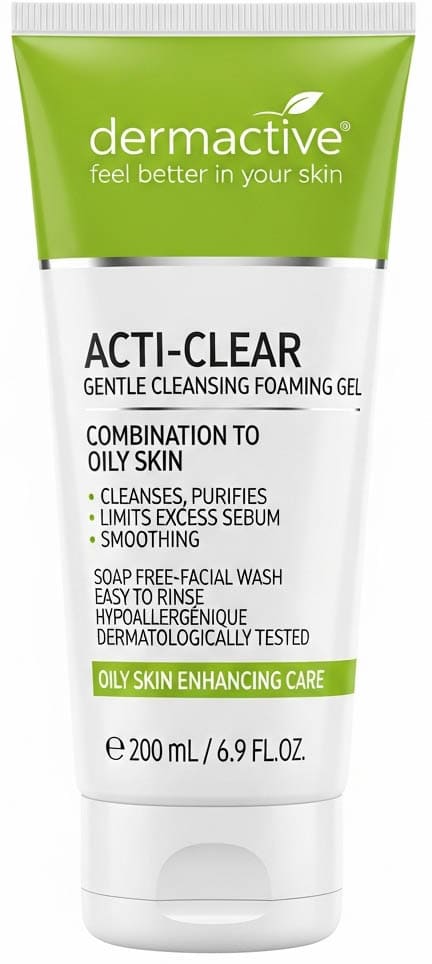 dermactive®
feel better in your skin
ACTI-CLEAR
GENTLE CLEANSING FOAMING GEL
COMBINATION TO
OILY SKIN
• CLEANSES, PURIFIES
• LIMITS EXCESS SEBUM
• SMOOTHING
SOAP FREE-FACIAL WASH
EASY TO RINSE
HYPOALLERGÉNIQUE
DERMATOLOGICALLY TESTED
OILY SKIN ENHANCING CARE
℮ 200 mL / 6.9 FL.OZ.